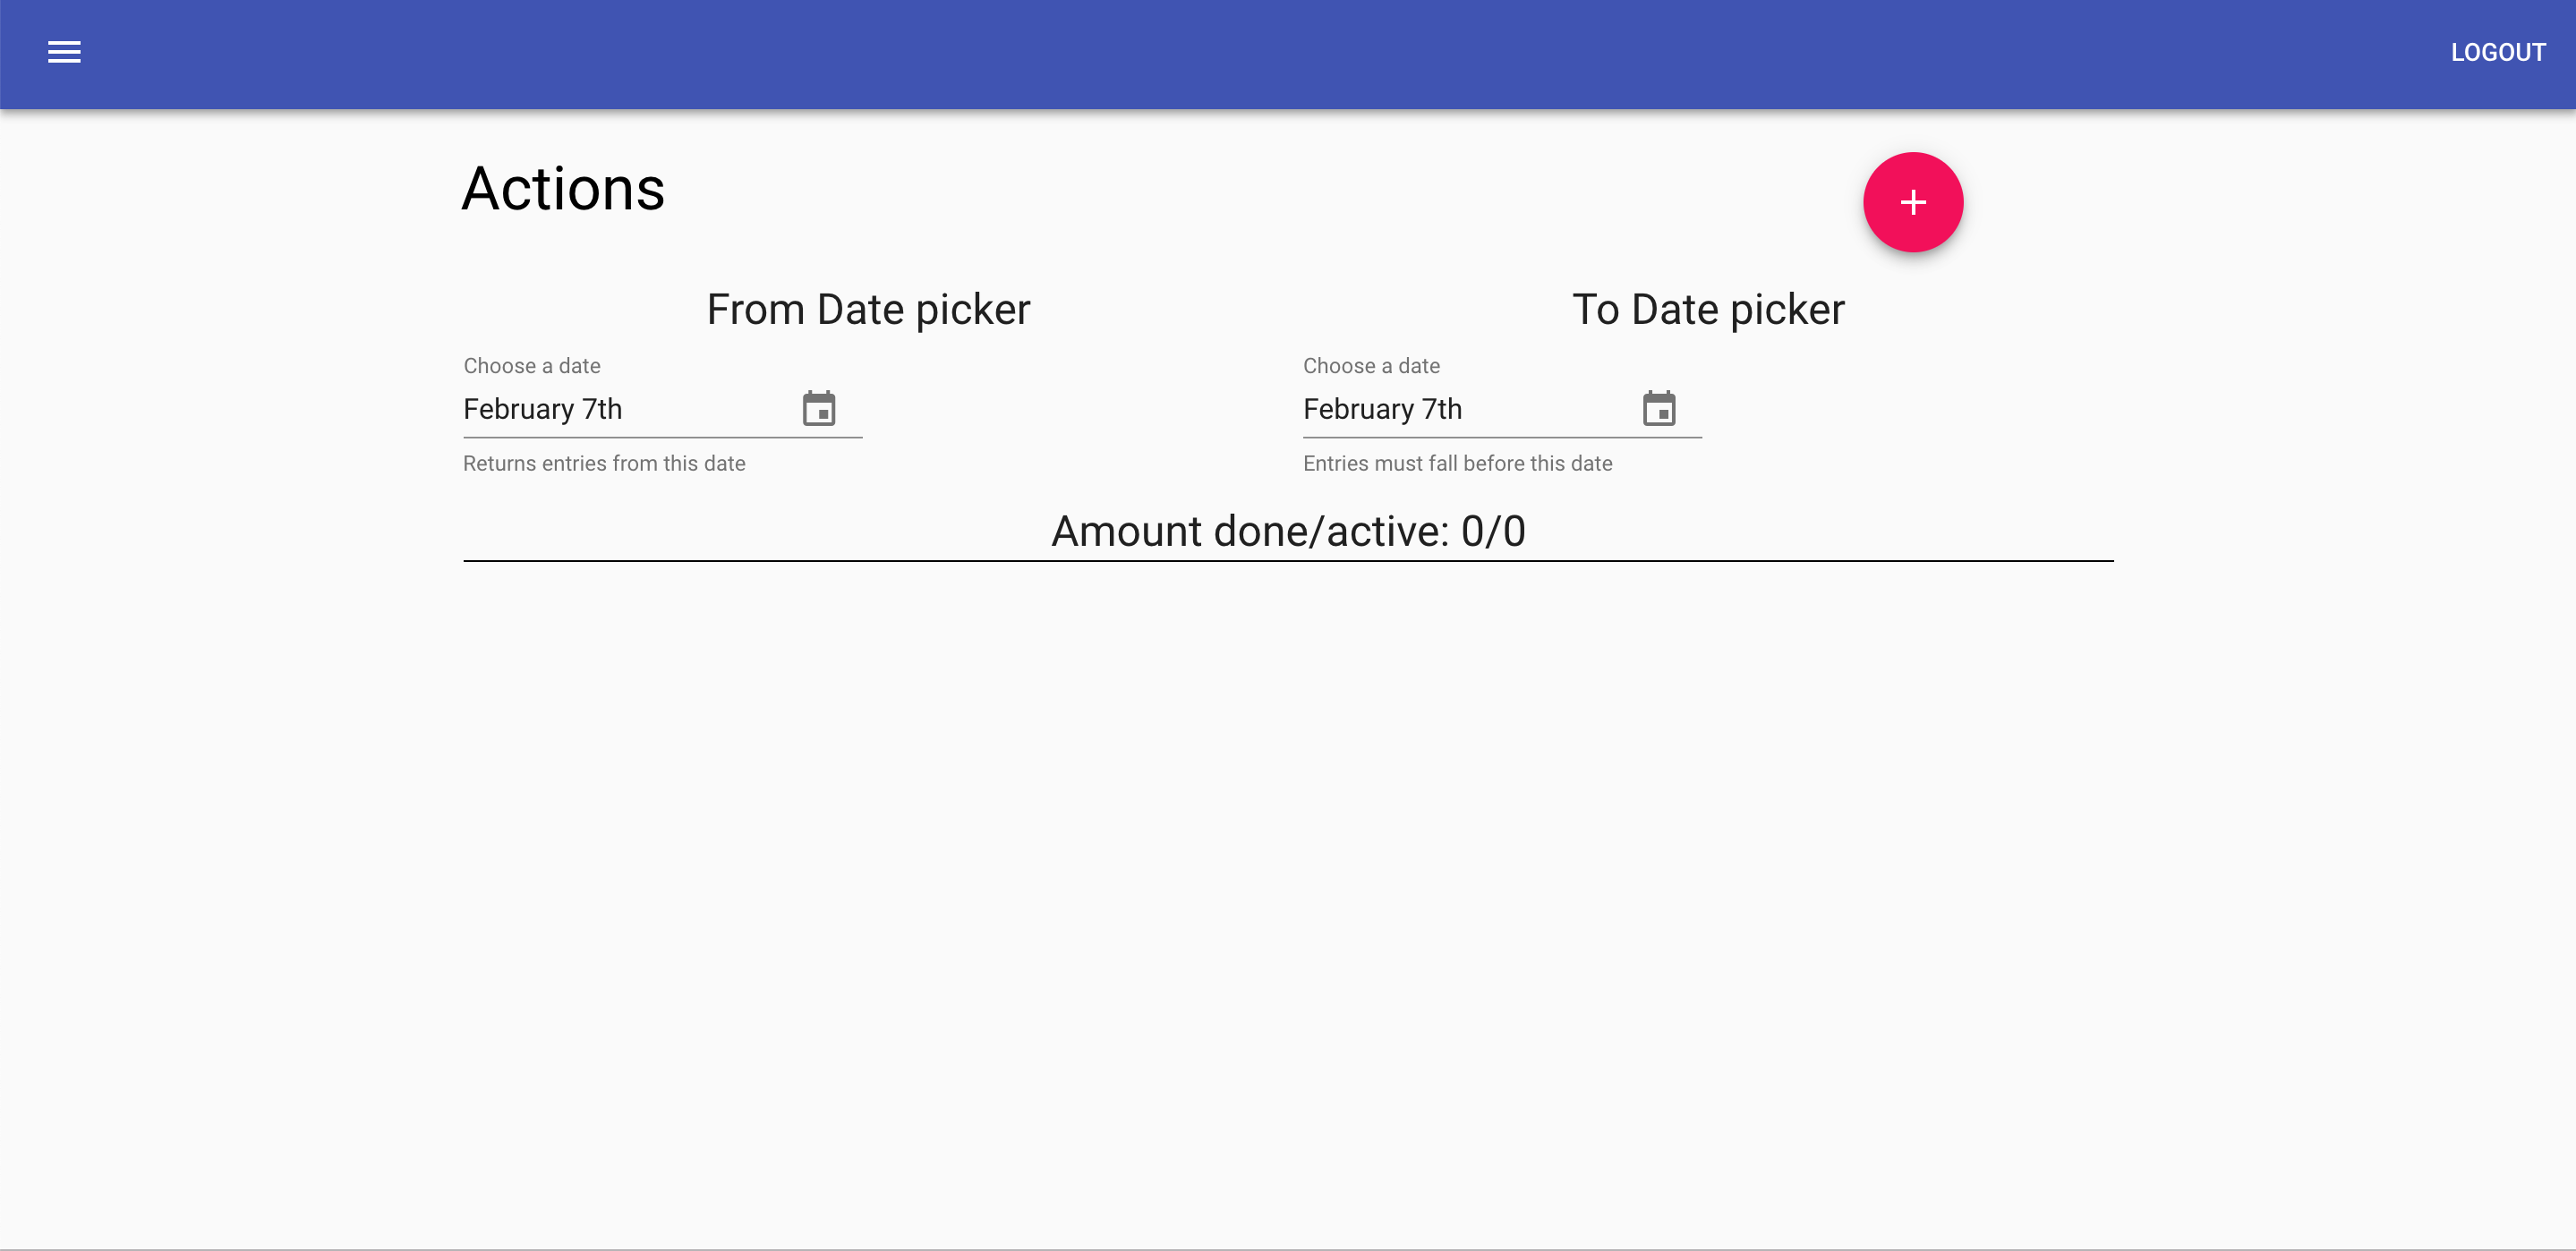 LOGOUT
Actions
From Date picker
To Date picker
Choose a date
Choose a date
February 7th
February 7th
Returns entries from this date
Entries must fall before this date
Amount done/active: 0/0